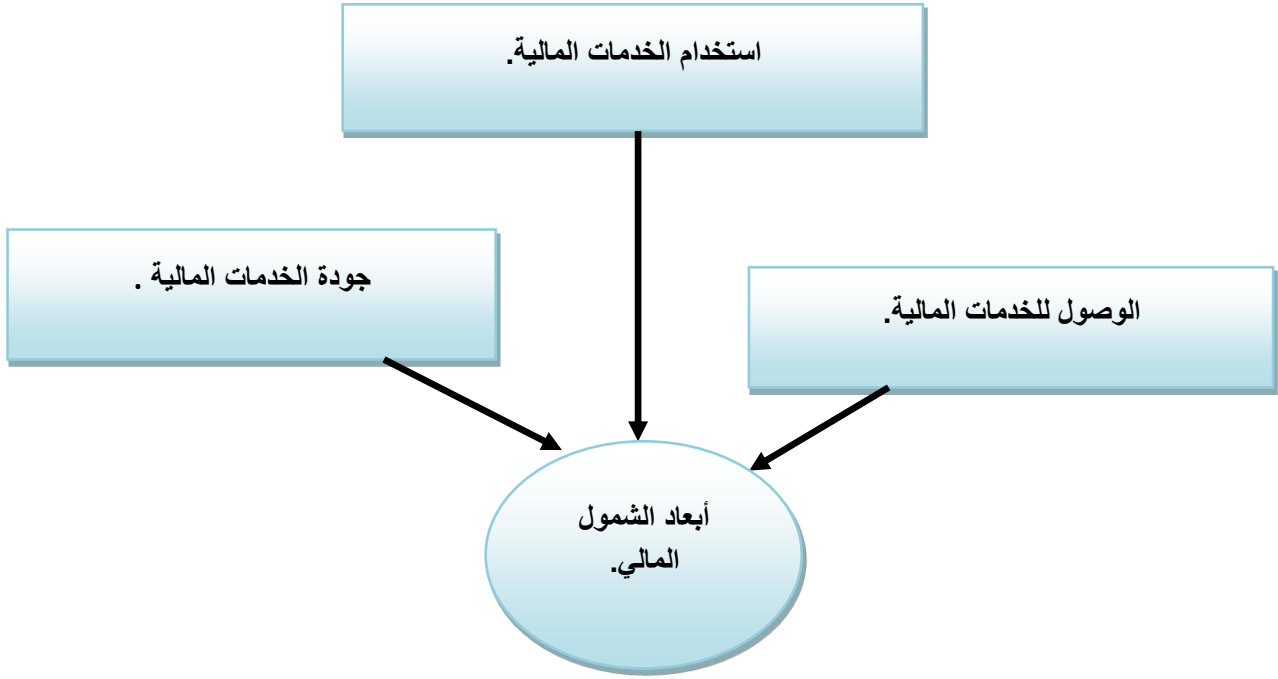 استخدام الخدمات المالية.
جودة الخدمات المالية .
الوصول للخدمات المالية.
أبعاد الشمول
المالي.